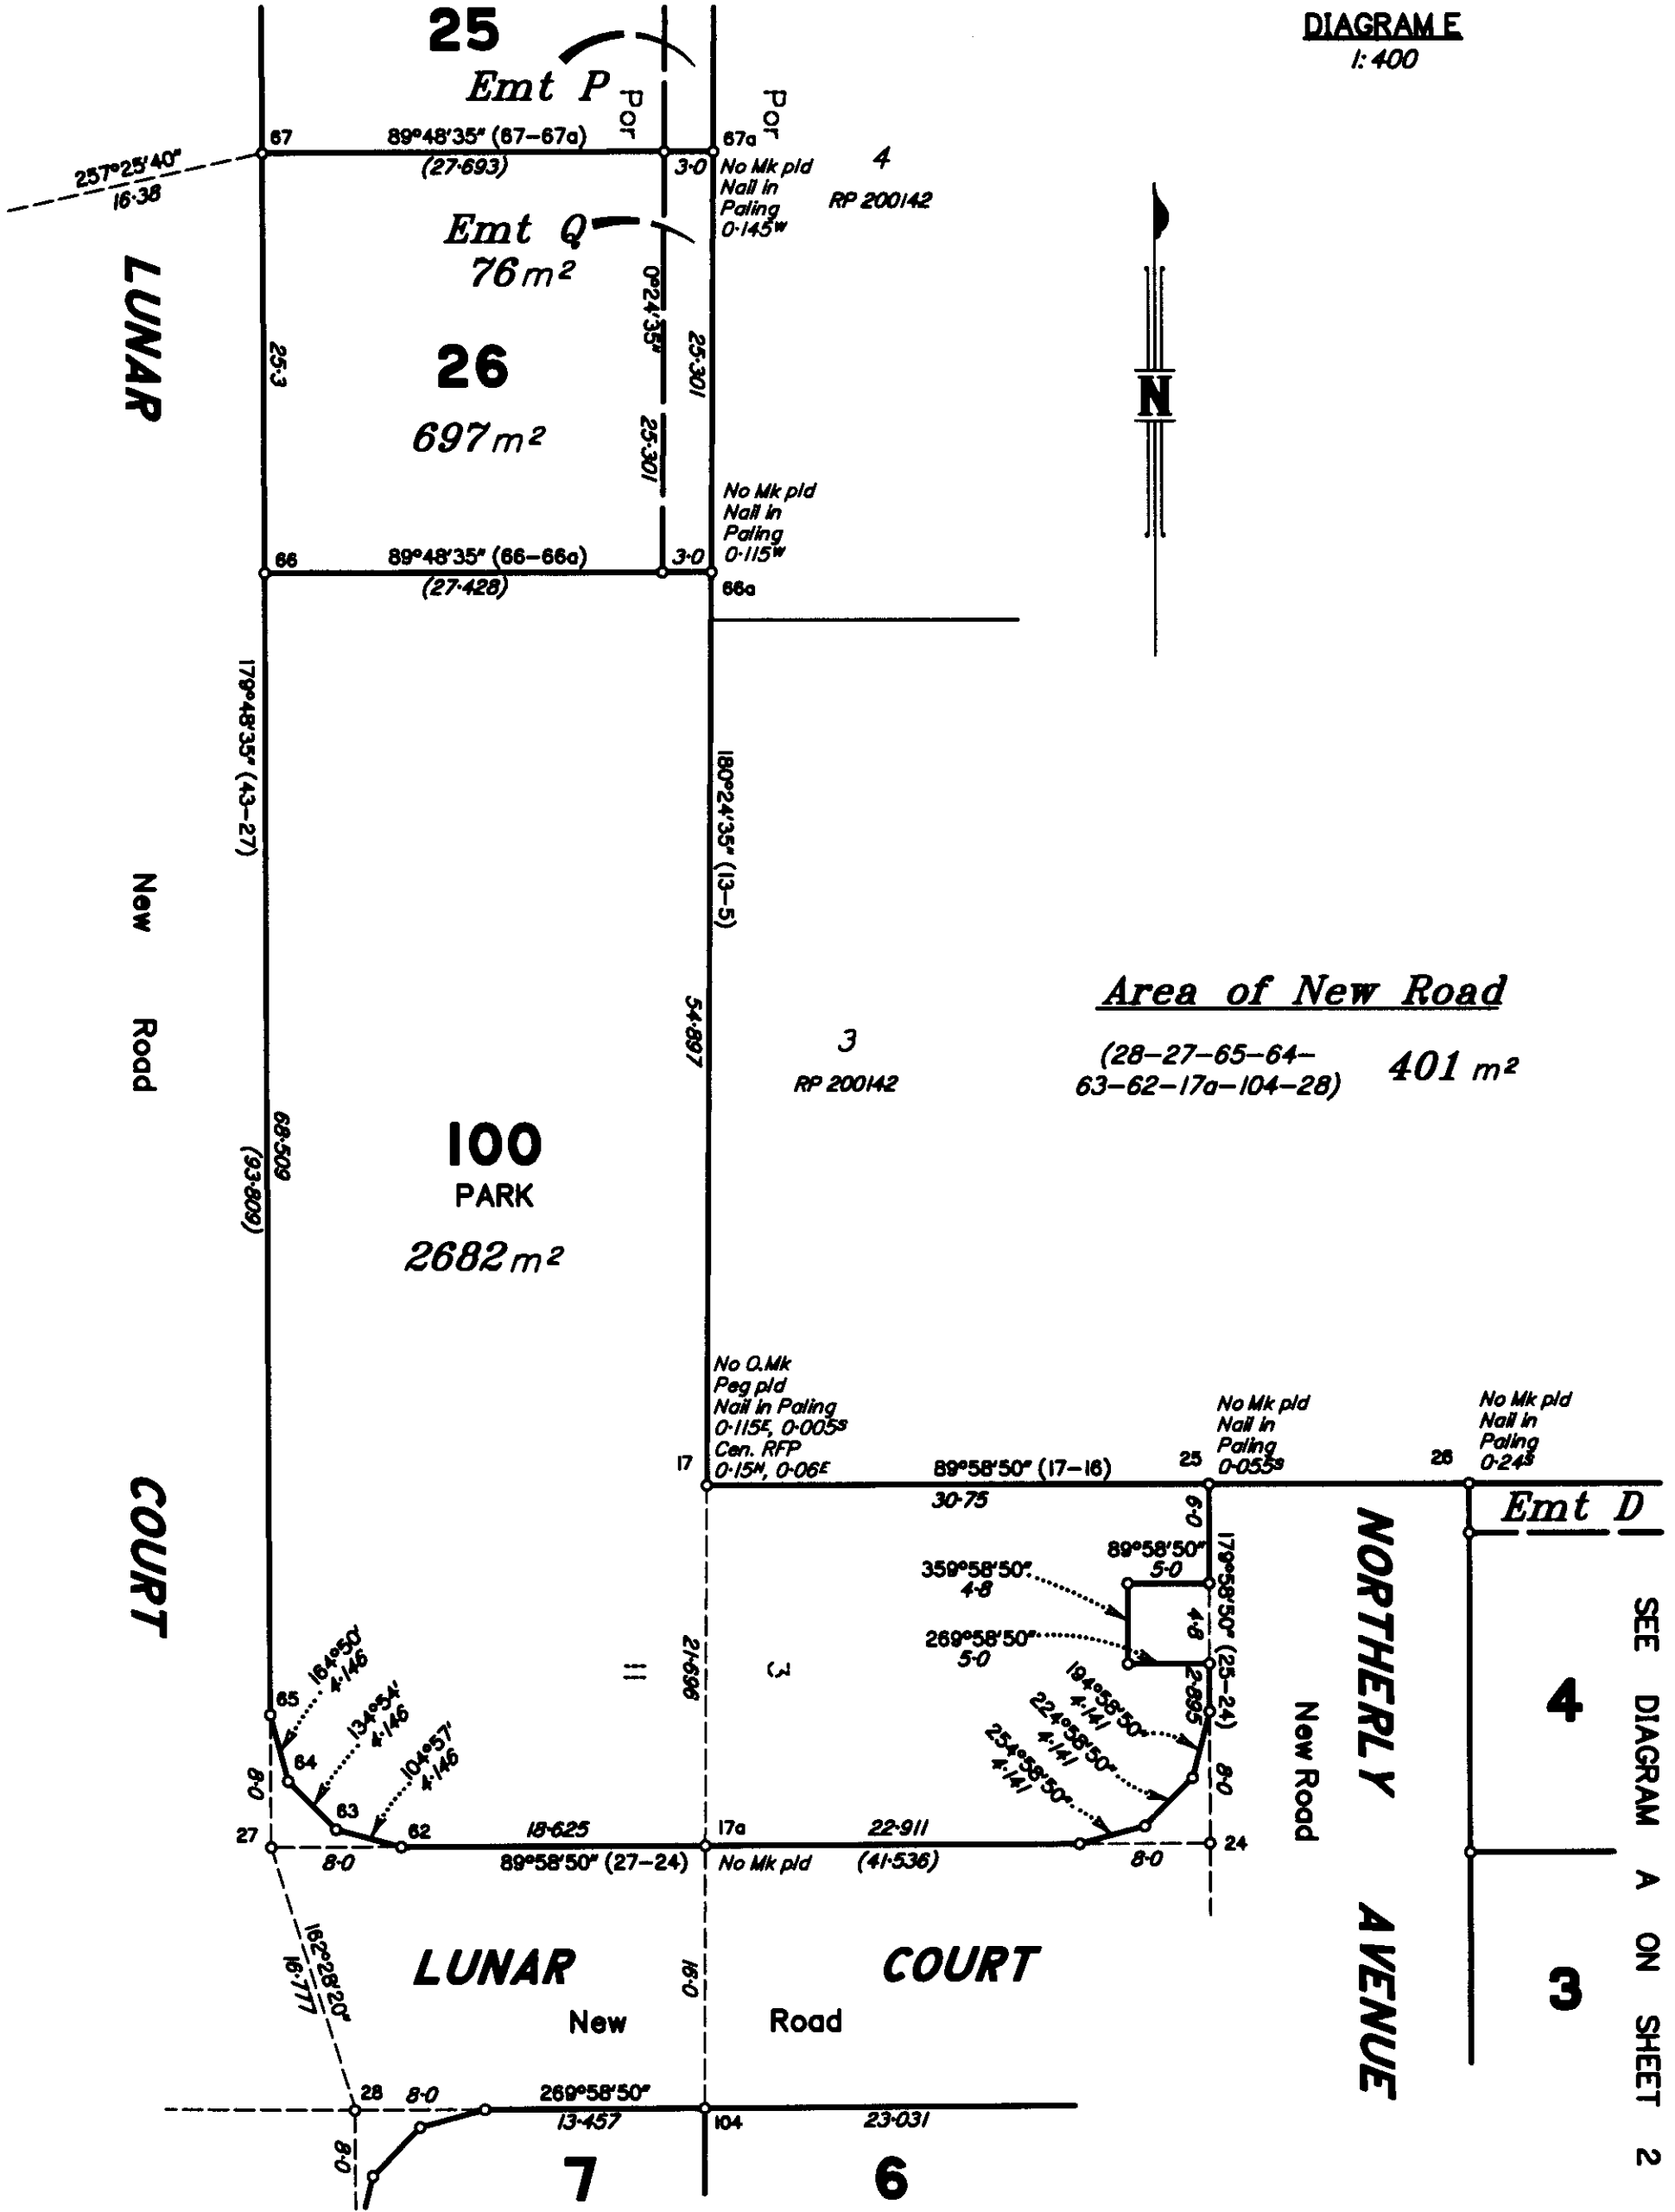 DIAGRAM E
1:400
25
Emt P
Por
Por
67
89°48'35" (67-67a)
(27·693)
3·0
67a
No Mk pld
Nail in
Paling
0·145W
4
RP 200142
257°25'40"
16·38
LUNAR
Emt Q
76m²
0°24'35"
25·301
25·301
25·3
26
697m²
N
No Mk pld
Nail in
Paling
0·115W
66
89°48'35" (66-66a)
(27·428)
3·0
66a
179°48'35" (43-27)
180°24'35" (13-5)
New Road
54·897
3
RP 200142
Area of New Road
(28-27-65-64-
63-62-17a-104-28)
401 m²
68·509
(93·809)
100
PARK
2682m²
No O.Mk
Peg pld
Nail in Paling
0·115E, 0·005S
Cen. RFP
0·15N, 0·06E
17
89°58'50" (17-16)
30·75
25
No Mk pld
Nail in
Paling
0·055S
26
No Mk pld
Nail in
Paling
0·24S
Emt D
COURT
6·0
179°58'50" (25-24)
89°58'50"
5·0
359°58'50"
4·8
4·8
269°58'50"
5·0
2·895
194°58'50"
4·141
224°58'50"
4·141
254°58'50"
4·141
8·0
NORTHERLY AVENUE
New Road
4
SEE DIAGRAM A ON SHEET 2
21·696
3
65
164°50'
4·146
64
134°54'
4·146
63
104°57'
4·146
8·0
27
8·0
62
18·625
89°58'50" (27-24)
17a
No Mk pld
22·911
(41·536)
8·0
24
162°28'20"
16·777
LUNAR COURT
New Road
16·0
3
28
8·0
269°58'50"
13·457
104
23·031
8·0
7
6